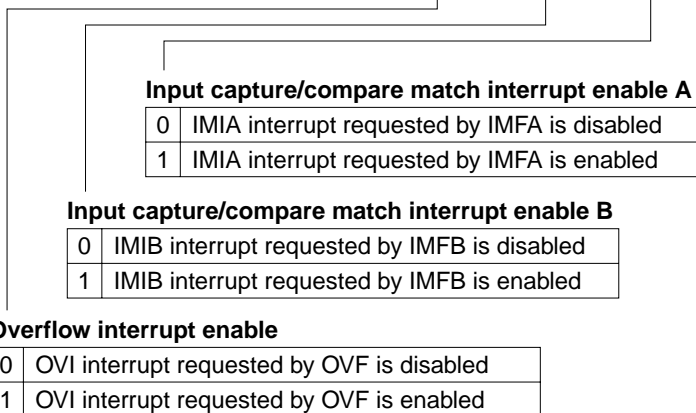 Input capture/compare match interrupt enable A
0 IMIA interrupt requested by IMFA is disabled
1 IMIA interrupt requested by IMFA is enabled
Input capture/compare match interrupt enable B
0 IMIB interrupt requested by IMFB is disabled
1 IMIB interrupt requested by IMFB is enabled
Overflow interrupt enable
0 OVI interrupt requested by OVF is disabled
1 OVI interrupt requested by OVF is enabled